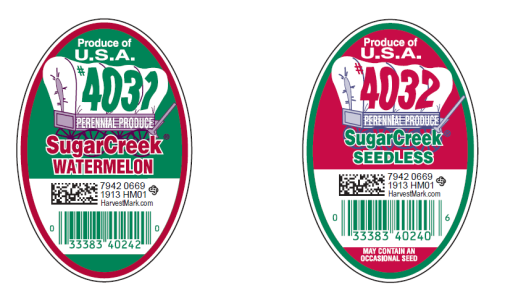 Produce of
U.S.A.
#4032
PERENNIAL PRODUCE
SugarCreek®
WATERMELON
7942 0669
1913 HM01
HarvestMark.com
0 33383 40242 0
Produce of
U.S.A.
#4032
PERENNIAL PRODUCE
SugarCreek®
SEEDLESS
7942 0669
1913 HM01
HarvestMark.com
0 33383 40240 6
MAY CONTAIN AN
OCCASIONAL SEED